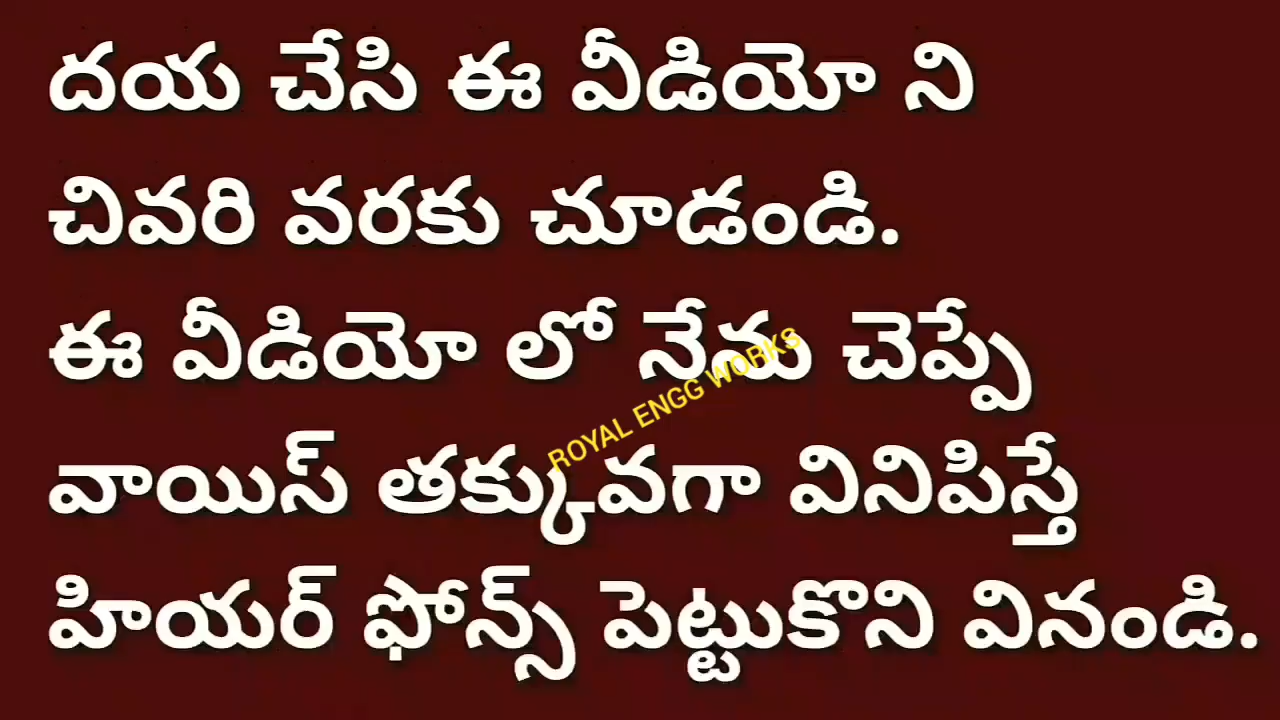 దయ చేసి ఈ వీడియో ని
చివరి వరకు చూడండి.
ఈ వీడియో లో నేను చెప్పే
ROYAL ENGG WORKS
వాయిస్ తక్కువగా వినిపిస్తే
హియర్ ఫోన్స్ పెట్టుకొని వినండి.